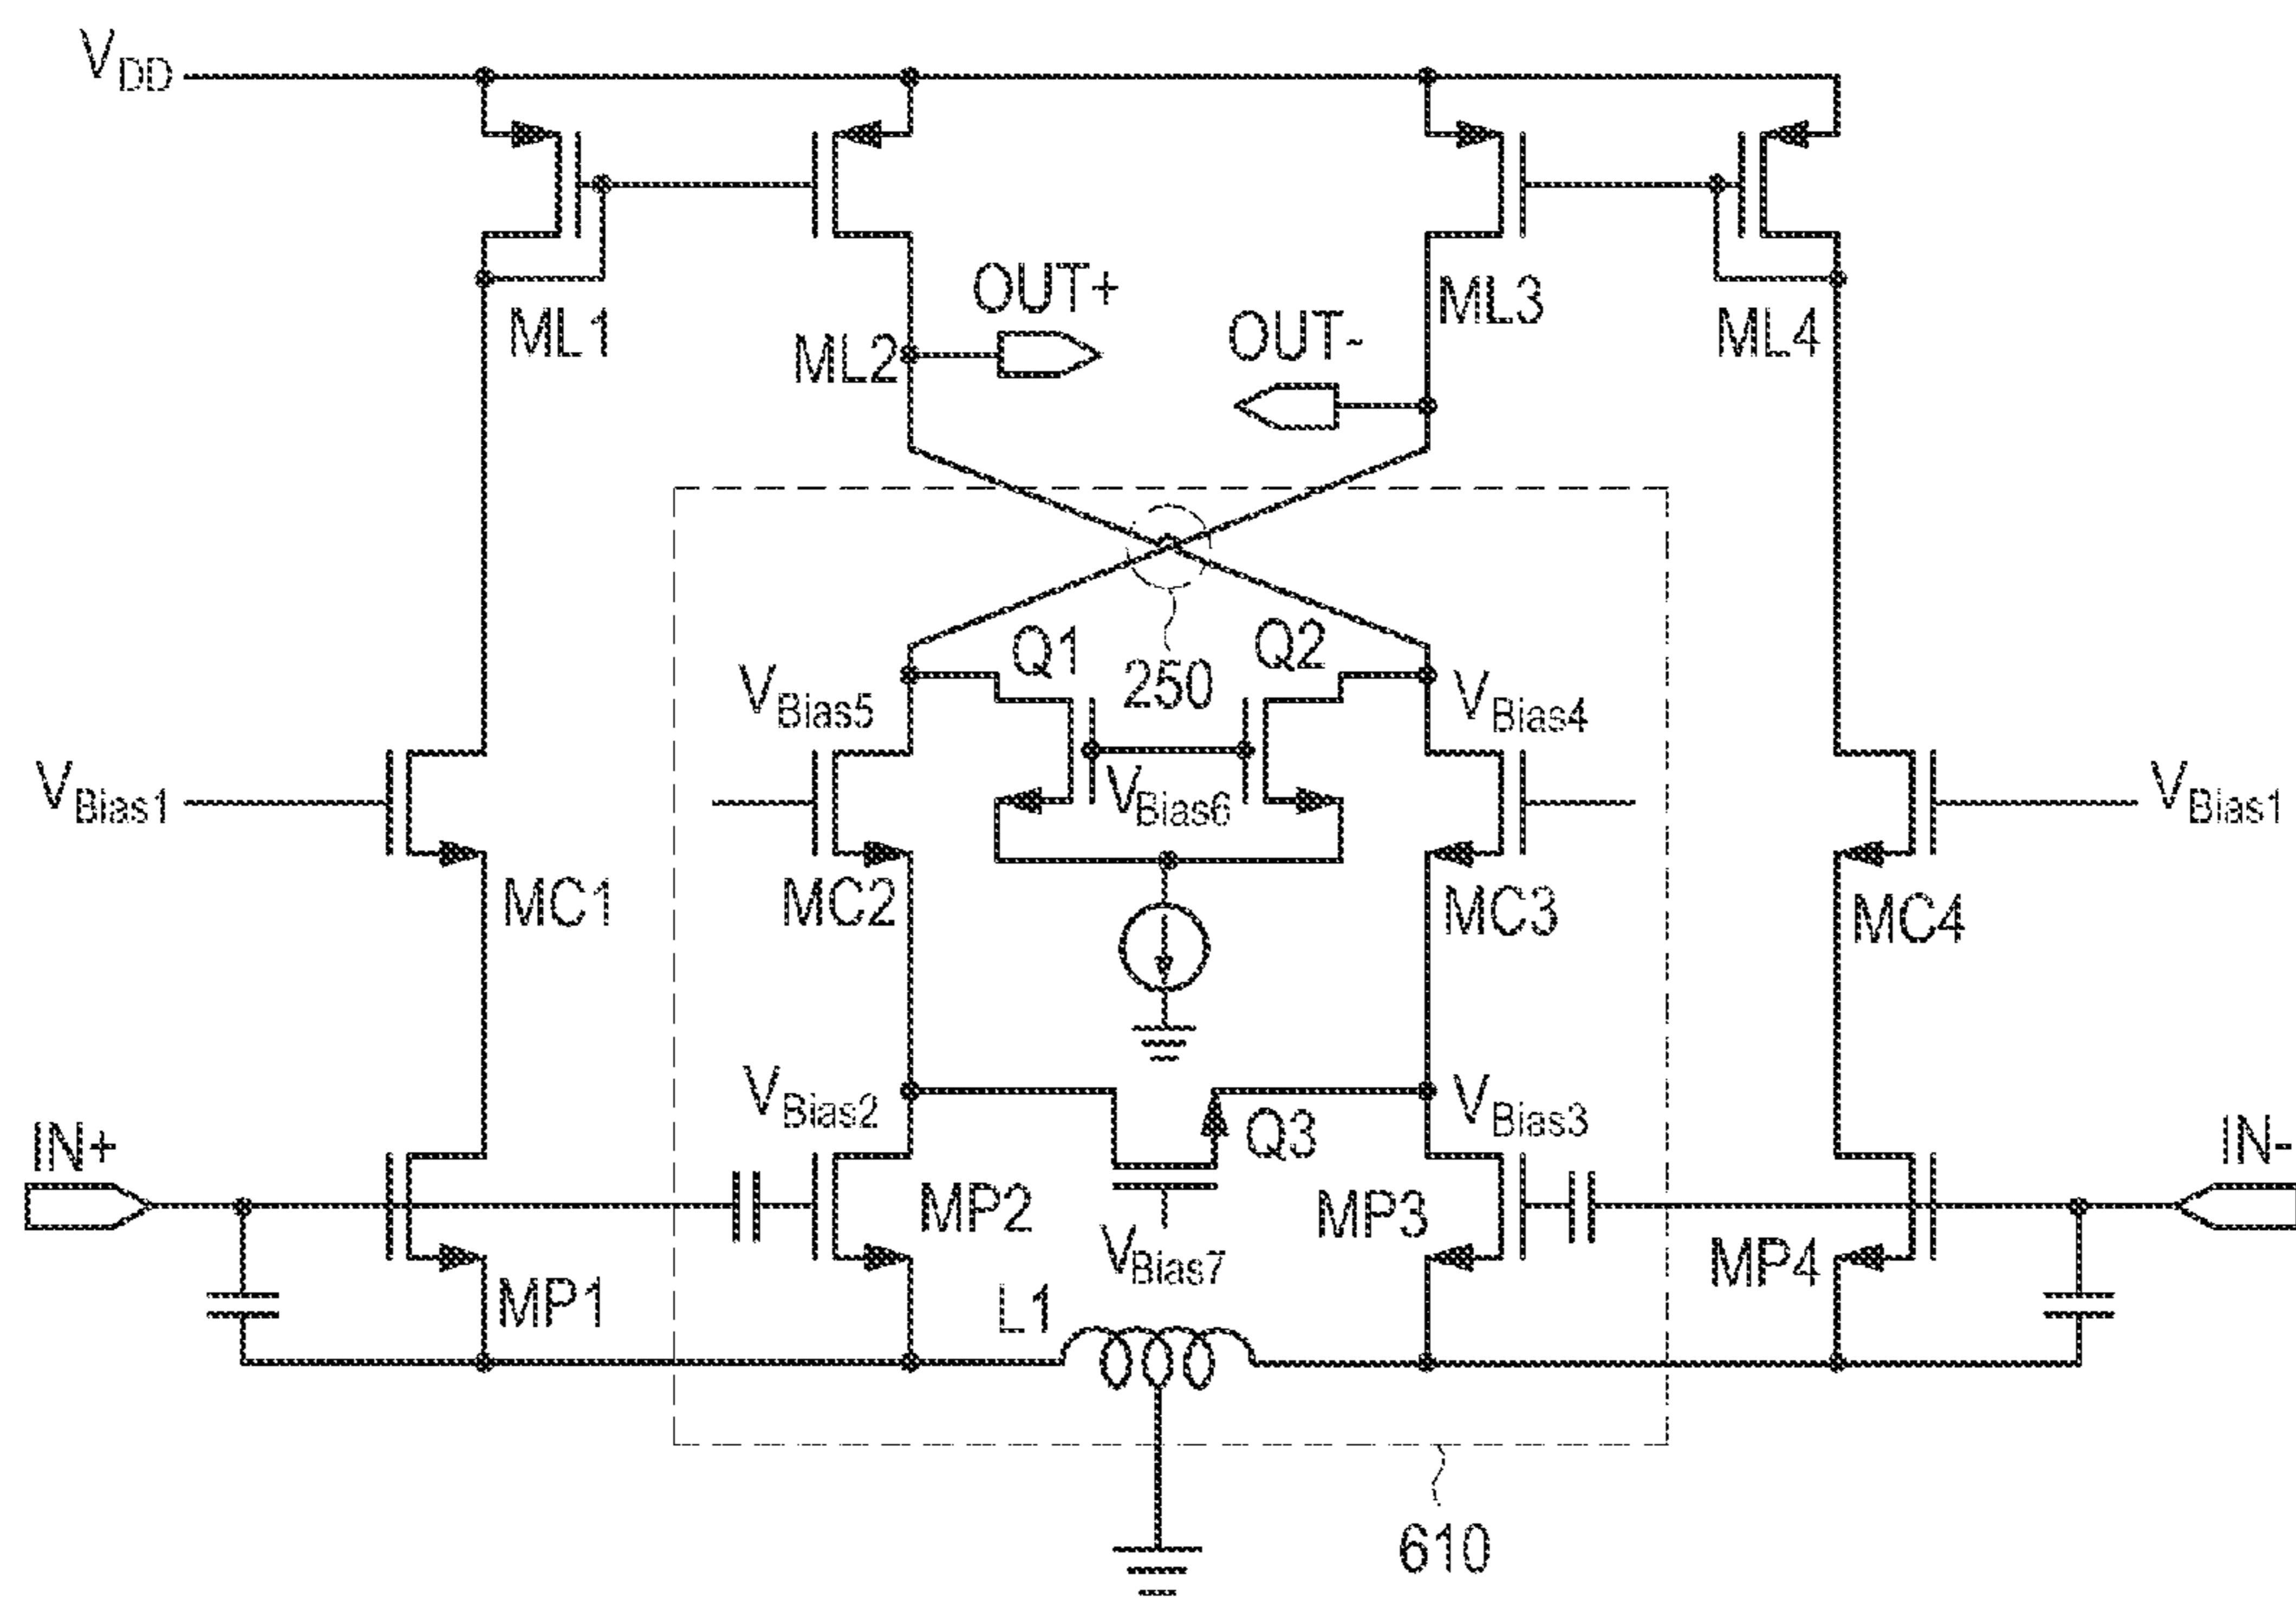 VDD
OUT+
ML3
ML1
OUT-
ML4
ML2
Q1
Q2
250
VBias5
VBias4
VBias1
VBias6
VBias1
MC1
MC2
MC3
MC4
VBias2
VBias3
IN+
Q3
IN-
MP2
MP3
VBias7
MP4
MP1
L1
610